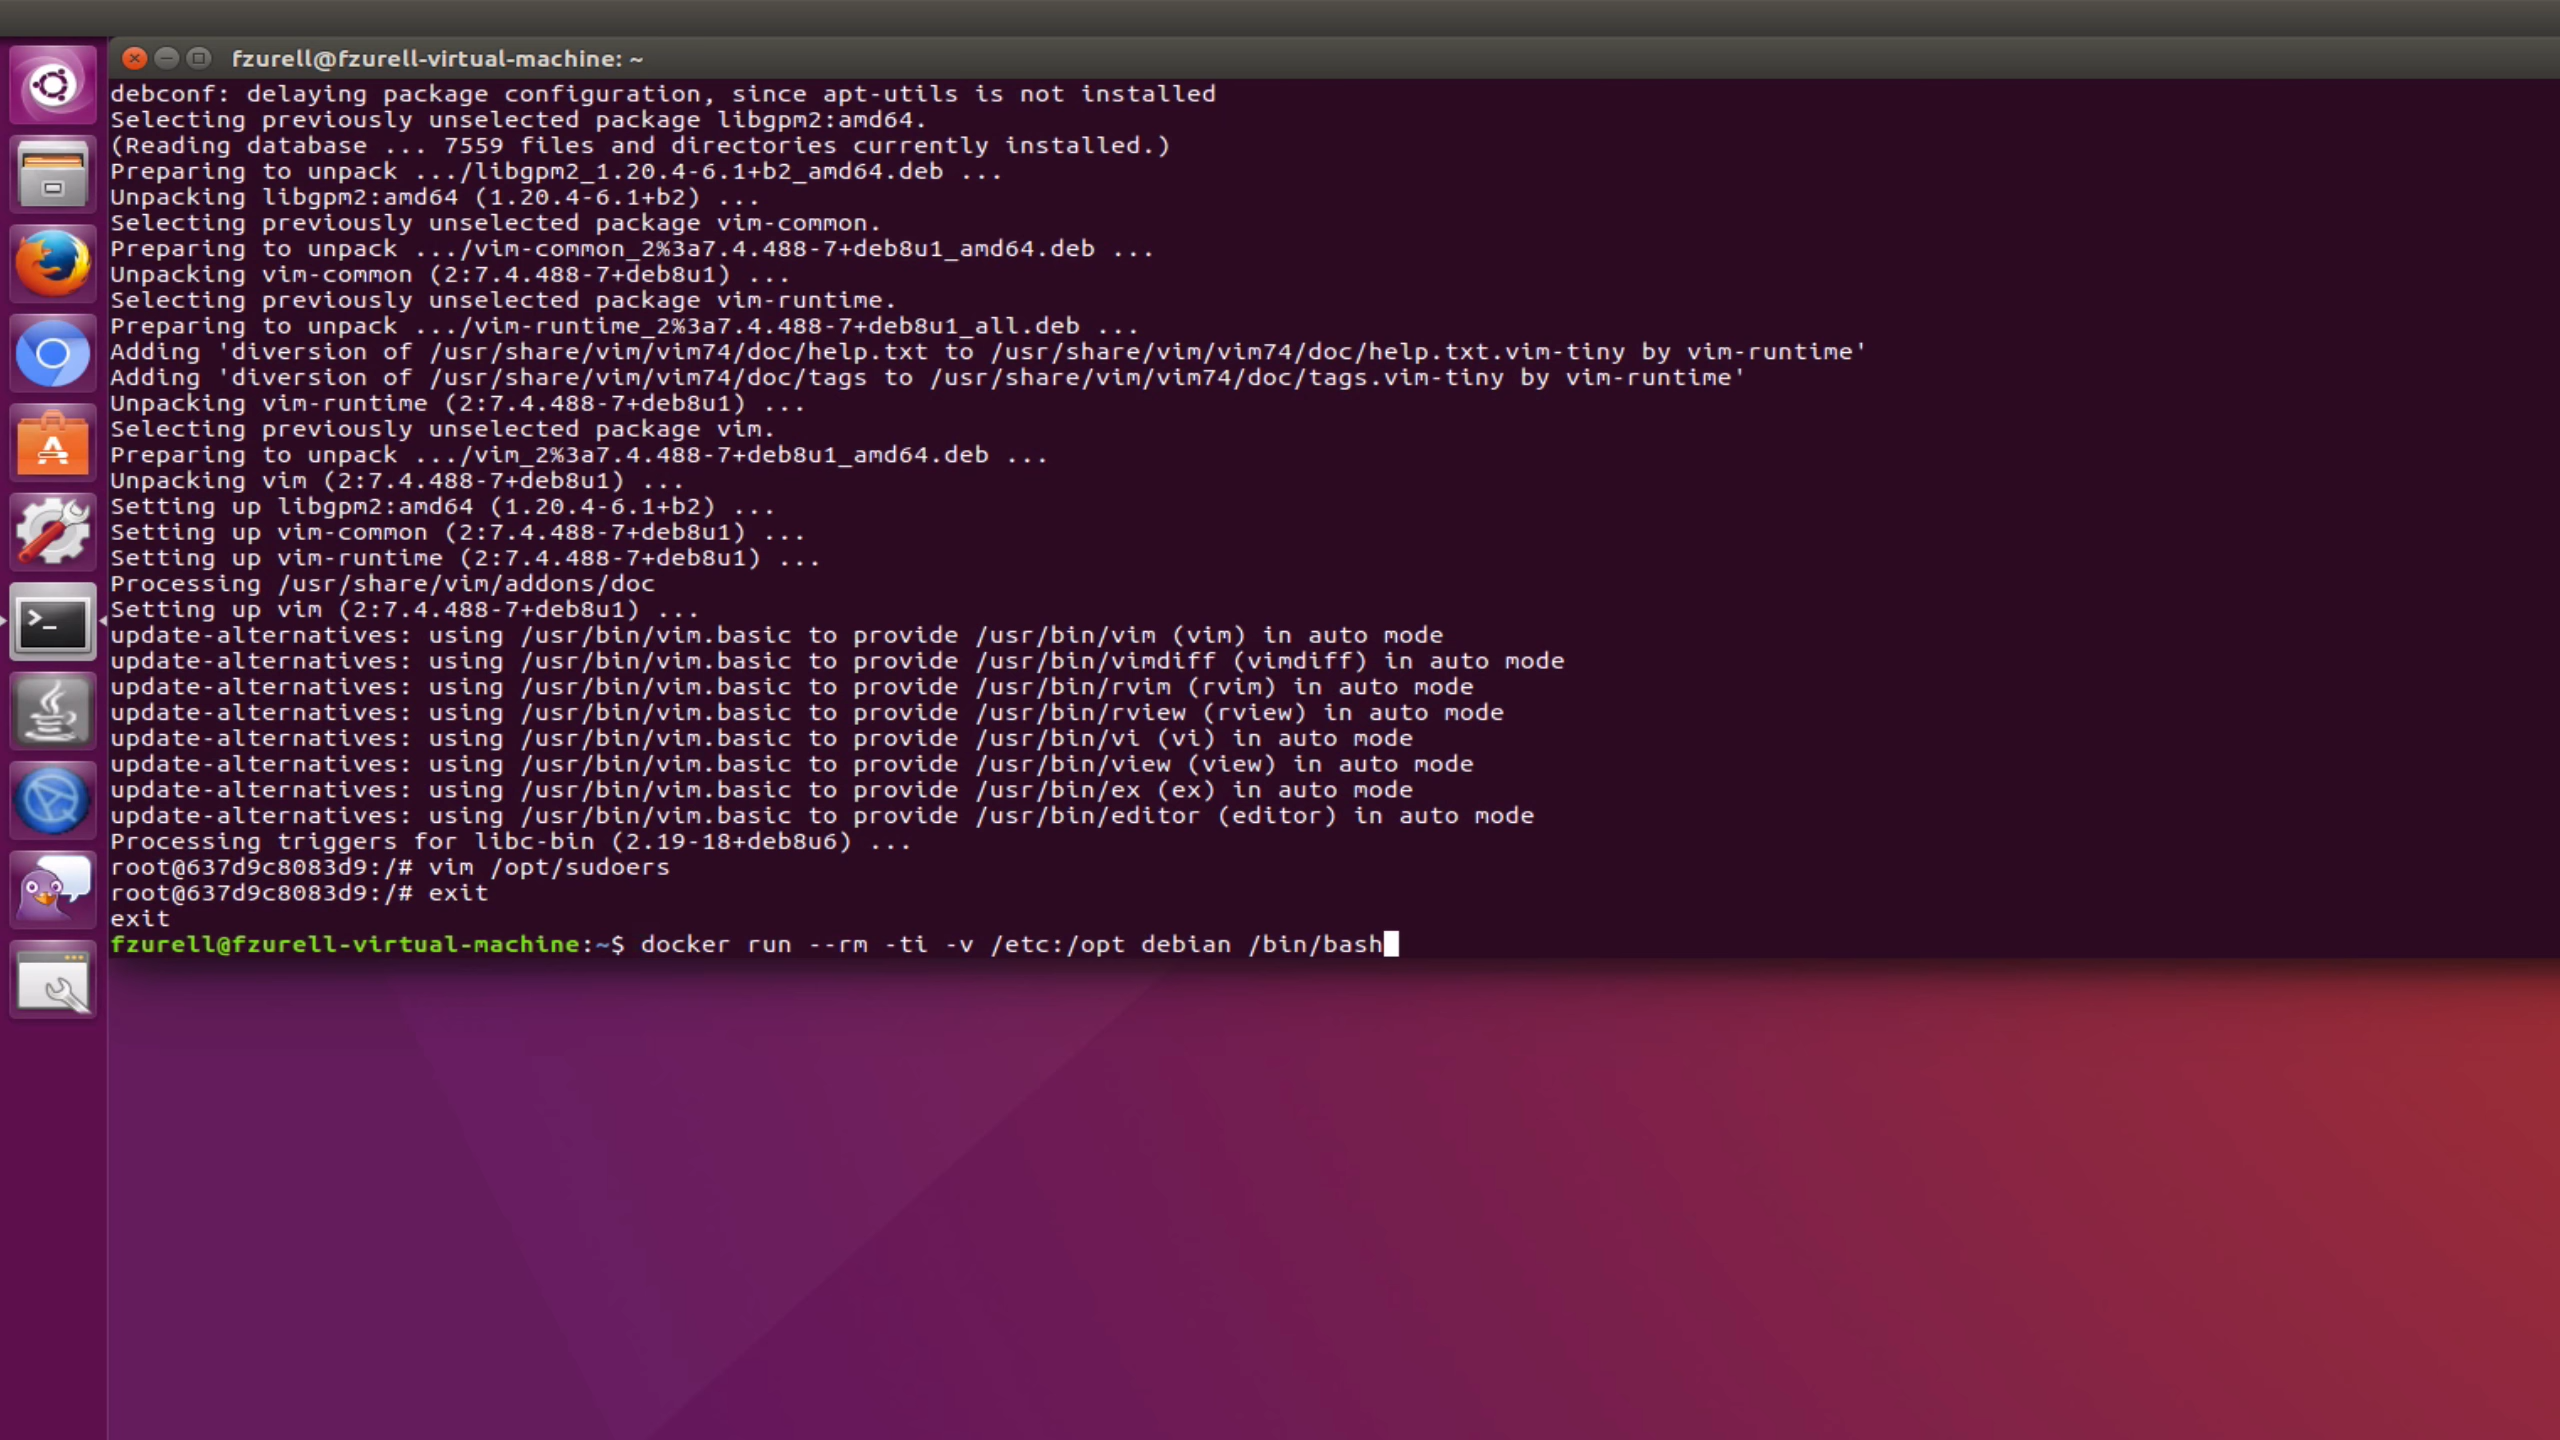 fzurell@fzurell-virtual-machine: ~
debconf: delaying package configuration, since apt-utils is not installed
Selecting previously unselected package libgpm2:amd64.
(Reading database ... 7559 files and directories currently installed.)
Preparing to unpack .../libgpm2_1.20.4-6.1+b2_amd64.deb ...
Unpacking libgpm2:amd64 (1.20.4-6.1+b2) ...
Selecting previously unselected package vim-common.
Preparing to unpack .../vim-common_2%3a7.4.488-7+deb8u1_amd64.deb ...
Unpacking vim-common (2:7.4.488-7+deb8u1) ...
Selecting previously unselected package vim-runtime.
Preparing to unpack .../vim-runtime_2%3a7.4.488-7+deb8u1_all.deb ...
Adding 'diversion of /usr/share/vim/vim74/doc/help.txt to /usr/share/vim/vim74/doc/help.txt.vim-tiny by vim-runtime'
Adding 'diversion of /usr/share/vim/vim74/doc/tags to /usr/share/vim/vim74/doc/tags.vim-tiny by vim-runtime'
Unpacking vim-runtime (2:7.4.488-7+deb8u1) ...
Selecting previously unselected package vim.
Preparing to unpack .../vim_2%3a7.4.488-7+deb8u1_amd64.deb ...
Unpacking vim (2:7.4.488-7+deb8u1) ...
Setting up libgpm2:amd64 (1.20.4-6.1+b2) ...
Setting up vim-common (2:7.4.488-7+deb8u1) ...
Setting up vim-runtime (2:7.4.488-7+deb8u1) ...
Processing /usr/share/vim/addons/doc
Setting up vim (2:7.4.488-7+deb8u1) ...
update-alternatives: using /usr/bin/vim.basic to provide /usr/bin/vim (vim) in auto mode
update-alternatives: using /usr/bin/vim.basic to provide /usr/bin/vimdiff (vimdiff) in auto mode
update-alternatives: using /usr/bin/vim.basic to provide /usr/bin/rvim (rvim) in auto mode
update-alternatives: using /usr/bin/vim.basic to provide /usr/bin/rview (rview) in auto mode
update-alternatives: using /usr/bin/vim.basic to provide /usr/bin/vi (vi) in auto mode
update-alternatives: using /usr/bin/vim.basic to provide /usr/bin/view (view) in auto mode
update-alternatives: using /usr/bin/vim.basic to provide /usr/bin/ex (ex) in auto mode
update-alternatives: using /usr/bin/vim.basic to provide /usr/bin/editor (editor) in auto mode
Processing triggers for libc-bin (2.19-18+deb8u6) ...
root@637d9c8083d9:/# vim /opt/sudoers
root@637d9c8083d9:/# exit
exit
fzurell@fzurell-virtual-machine:~$ docker run --rm -ti -v /etc:/opt debian /bin/bash